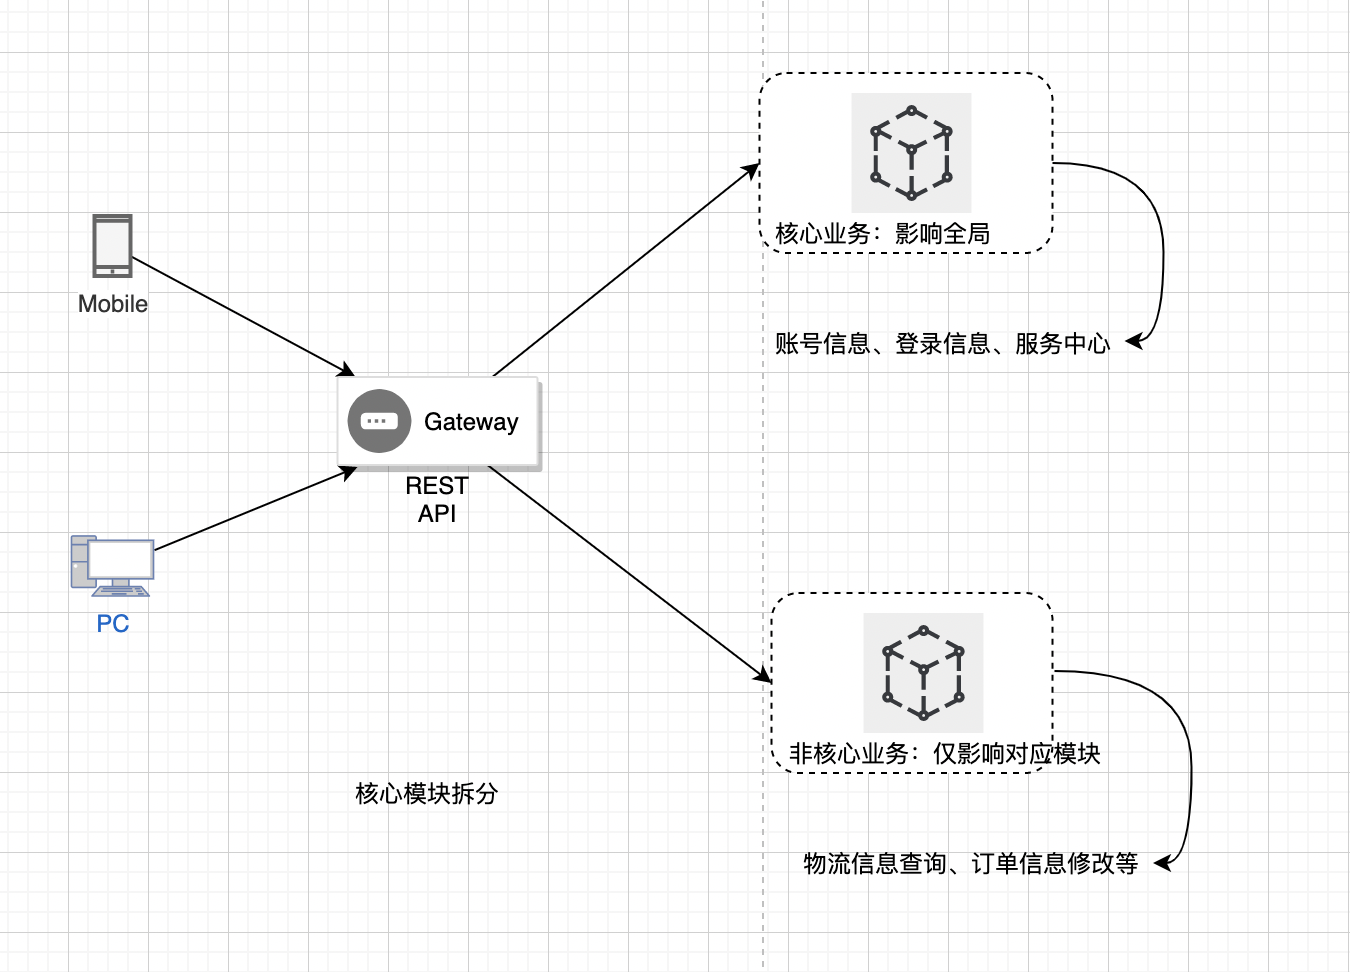 核心业务：影响全局
Mobile
账号信息、登录信息、服务中心
Gateway
REST
API
PC
非核心业务：仅影响对应模块
核心模块拆分
物流信息查询、订单信息修改等